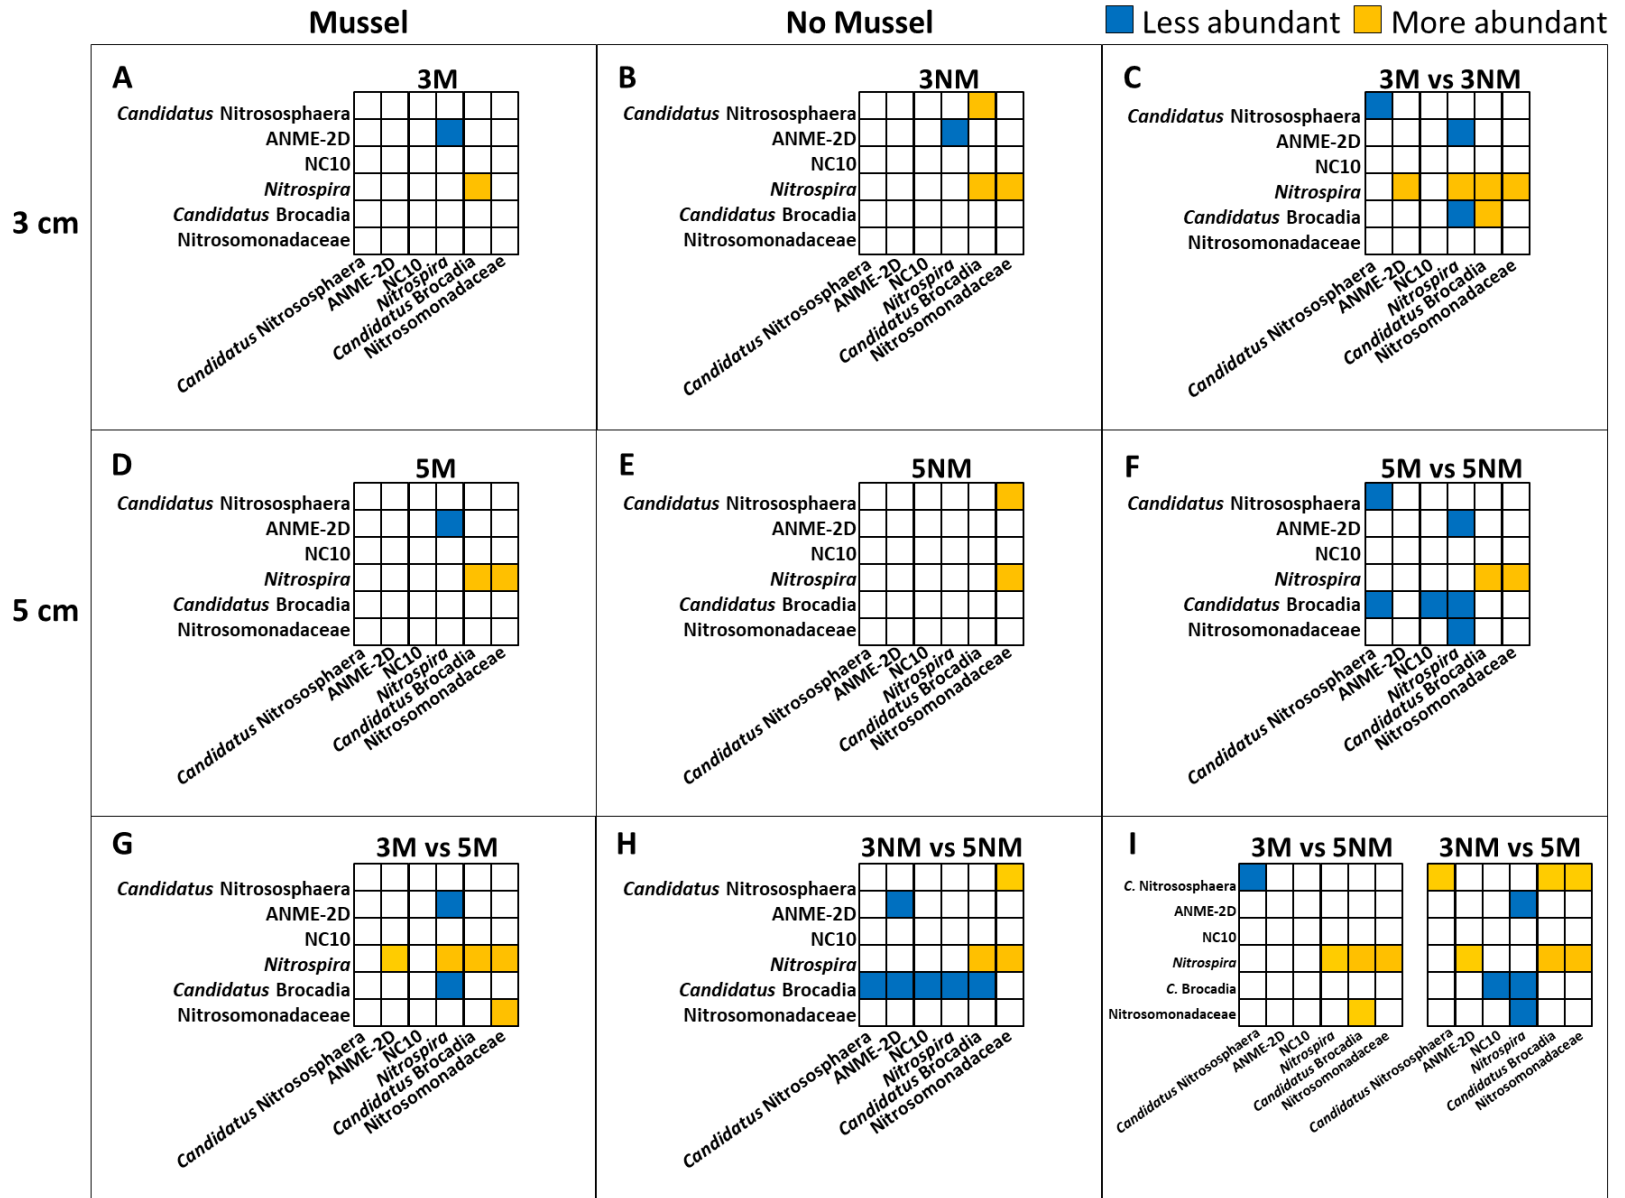 Mussel
No Mussel
Less abundant
More abundant
3 cm
A
3M
Candidatus Nitrososphaera
ANME-2D
NC10
Nitrospira
Candidatus Brocadia
Nitrosomonadaceae
Candidatus Nitrososphaera
ANME-2D
NC10
Nitrospira
Candidatus Brocadia
Nitrosomonadaceae
B
3NM
Candidatus Nitrososphaera
ANME-2D
NC10
Nitrospira
Candidatus Brocadia
Nitrosomonadaceae
Candidatus Nitrososphaera
ANME-2D
NC10
Nitrospira
Candidatus Brocadia
Nitrosomonadaceae
C
3M vs 3NM
Candidatus Nitrososphaera
ANME-2D
NC10
Nitrospira
Candidatus Brocadia
Nitrosomonadaceae
Candidatus Nitrososphaera
ANME-2D
NC10
Nitrospira
Candidatus Brocadia
Nitrosomonadaceae
5 cm
D
5M
Candidatus Nitrososphaera
ANME-2D
NC10
Nitrospira
Candidatus Brocadia
Nitrosomonadaceae
Candidatus Nitrososphaera
ANME-2D
NC10
Nitrospira
Candidatus Brocadia
Nitrosomonadaceae
E
5NM
Candidatus Nitrososphaera
ANME-2D
NC10
Nitrospira
Candidatus Brocadia
Nitrosomonadaceae
Candidatus Nitrososphaera
ANME-2D
NC10
Nitrospira
Candidatus Brocadia
Nitrosomonadaceae
F
5M vs 5NM
Candidatus Nitrososphaera
ANME-2D
NC10
Nitrospira
Candidatus Brocadia
Nitrosomonadaceae
Candidatus Nitrososphaera
ANME-2D
NC10
Nitrospira
Candidatus Brocadia
Nitrosomonadaceae
G
3M vs 5M
Candidatus Nitrososphaera
ANME-2D
NC10
Nitrospira
Candidatus Brocadia
Nitrosomonadaceae
Candidatus Nitrososphaera
ANME-2D
NC10
Nitrospira
Candidatus Brocadia
Nitrosomonadaceae
H
3NM vs 5NM
Candidatus Nitrososphaera
ANME-2D
NC10
Nitrospira
Candidatus Brocadia
Nitrosomonadaceae
Candidatus Nitrososphaera
ANME-2D
NC10
Nitrospira
Candidatus Brocadia
Nitrosomonadaceae
I
3M vs 5NM
3NM vs 5M
C. Nitrososphaera
ANME-2D
NC10
Nitrospira
C. Brocadia
Nitrosomonadaceae
Candidatus Nitrososphaera
ANME-2D
NC10
Nitrospira
Candidatus Brocadia
Nitrosomonadaceae
Candidatus Nitrososphaera
ANME-2D
NC10
Nitrospira
Candidatus Brocadia
Nitrosomonadaceae